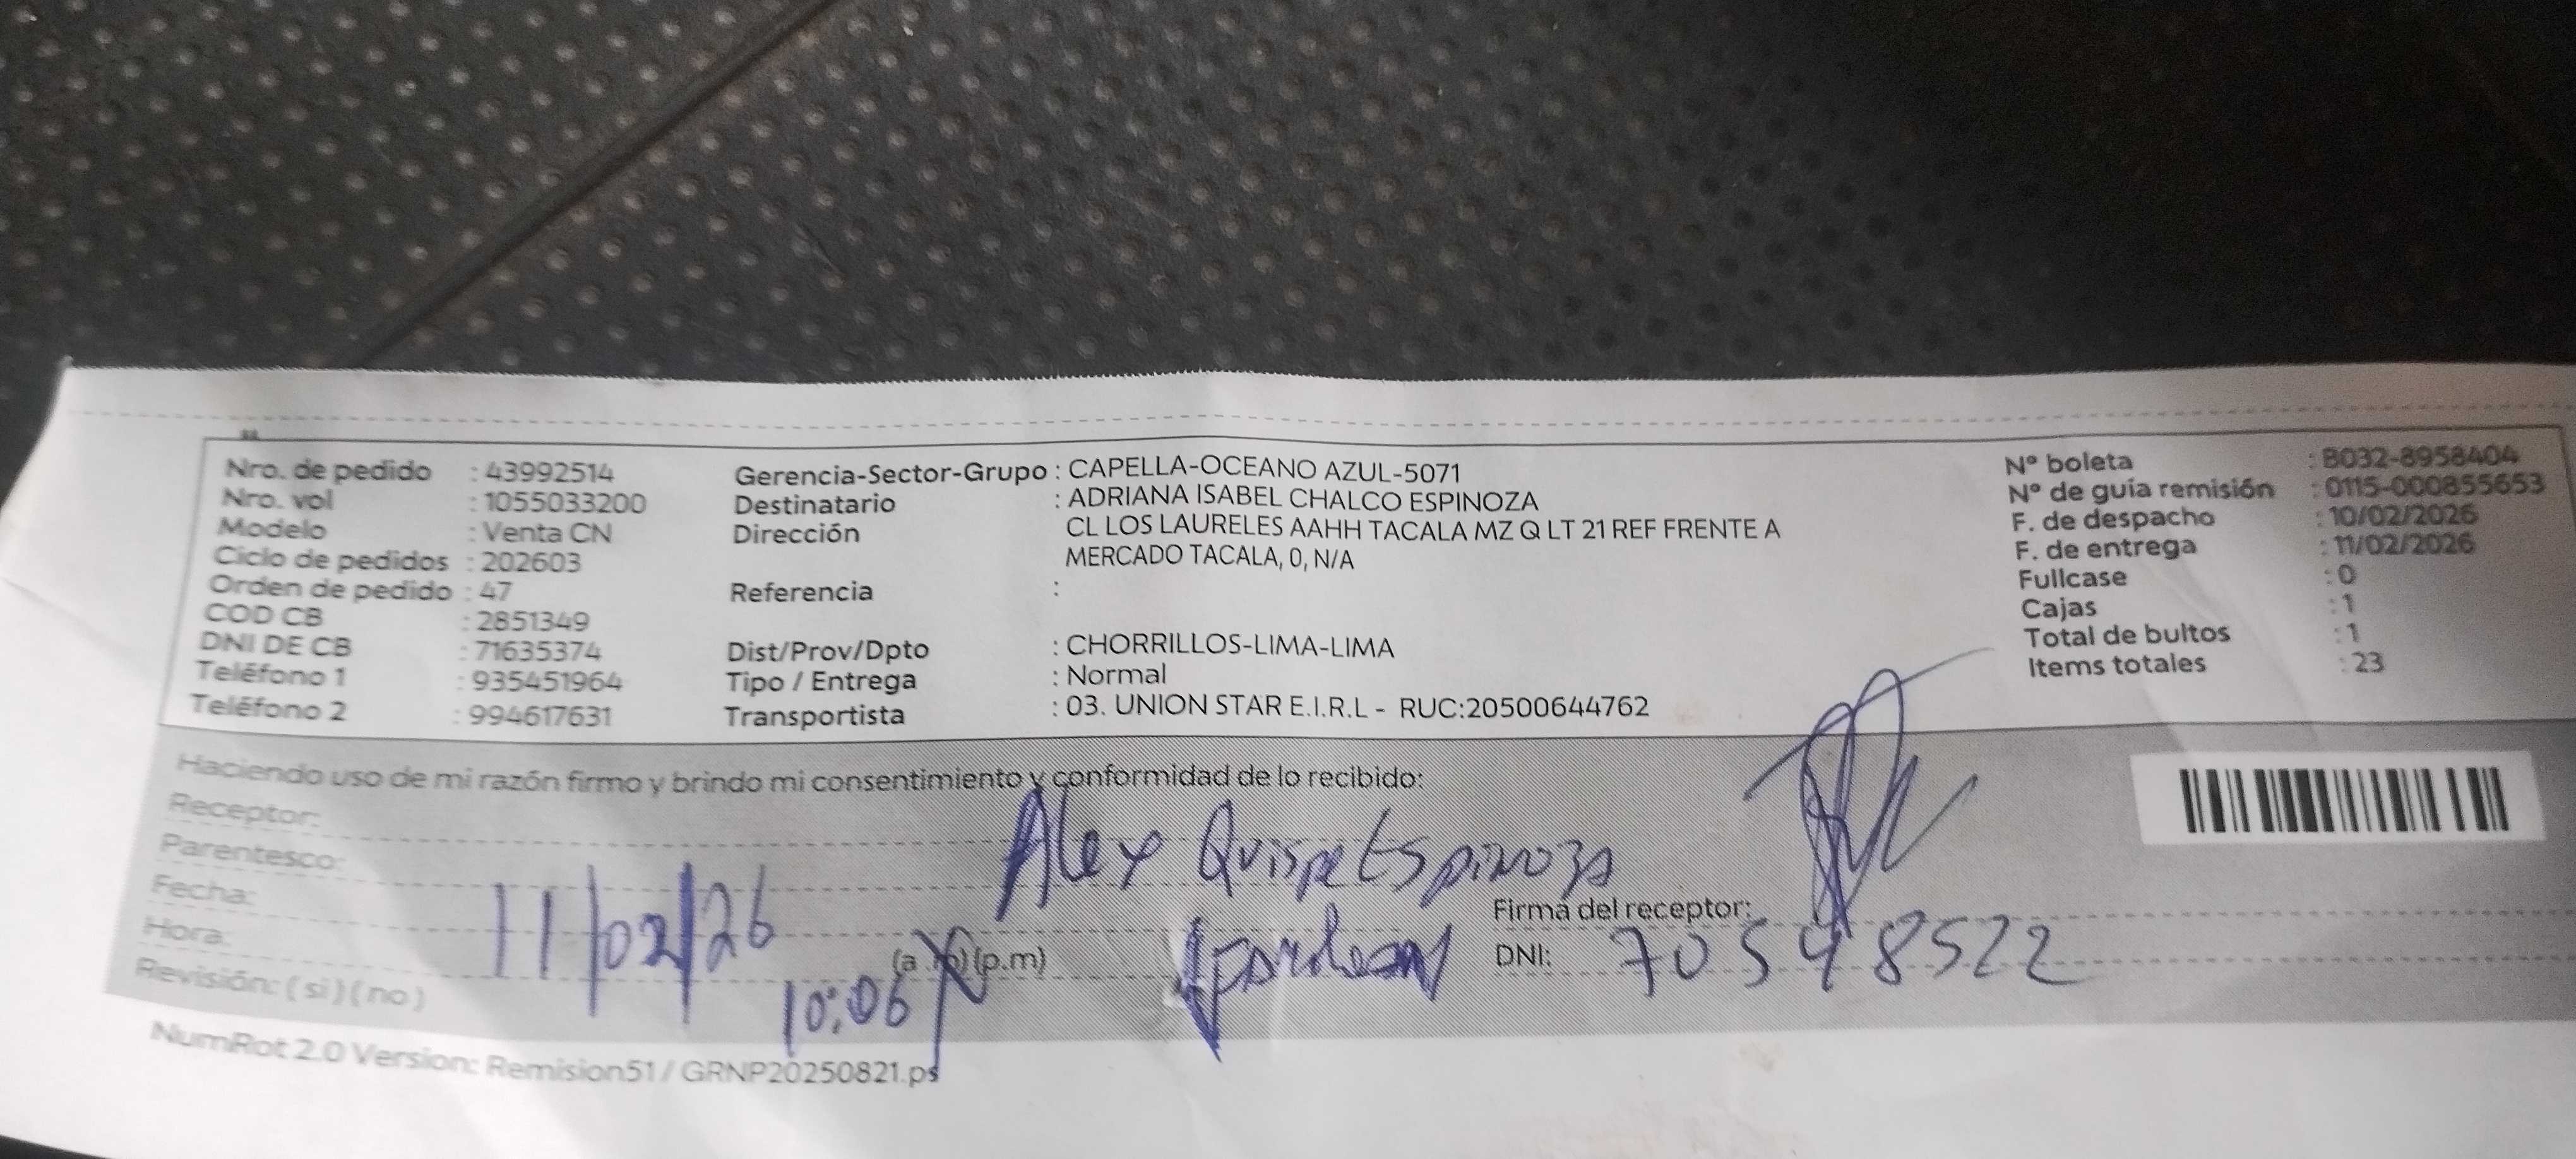 Nro. de pedido : 43992514
Nro. vol : 1055033200
Modelo : Venta CN
Ciclo de pedidos : 202603
Orden de pedido : 47
COD CB : 2851349
DNI DE CB : 71635374
Teléfono 1 : 935451964
Teléfono 2 : 994617631
Gerencia-Sector-Grupo : CAPELLA-OCEANO AZUL-5071
Destinatario : ADRIANA ISABEL CHALCO ESPINOZA
Dirección CL LOS LAURELES AAHH TACALA MZ Q LT 21 REF FRENTE A
MERCADO TACALA, 0, N/A
Referencia :
Dist/Prov/Dpto : CHORRILLOS-LIMA-LIMA
Tipo / Entrega : Normal
Transportista : 03. UNION STAR E.I.R.L - RUC:20500644762
N° boleta : B032-8958404
N° de guía remisión : 0115-000855653
F. de despacho : 10/02/2026
F. de entrega : 11/02/2026
Fullcase : 0
Cajas : 1
Total de bultos : 1
Items totales : 23
Haciendo uso de mi razón firmo y brindo mi consentimiento y conformidad de lo recibido:
Receptor: Alex Quispe Espinoza
Parentesco:
Fecha: 11/02/26
Firma del receptor:
Hora: 10:06 (a.m)(p.m)
DNI: 70548522
Revisión: ( si ) ( no )
NumRot 2.0 Version: Remision51 / GRNP20250821.ps